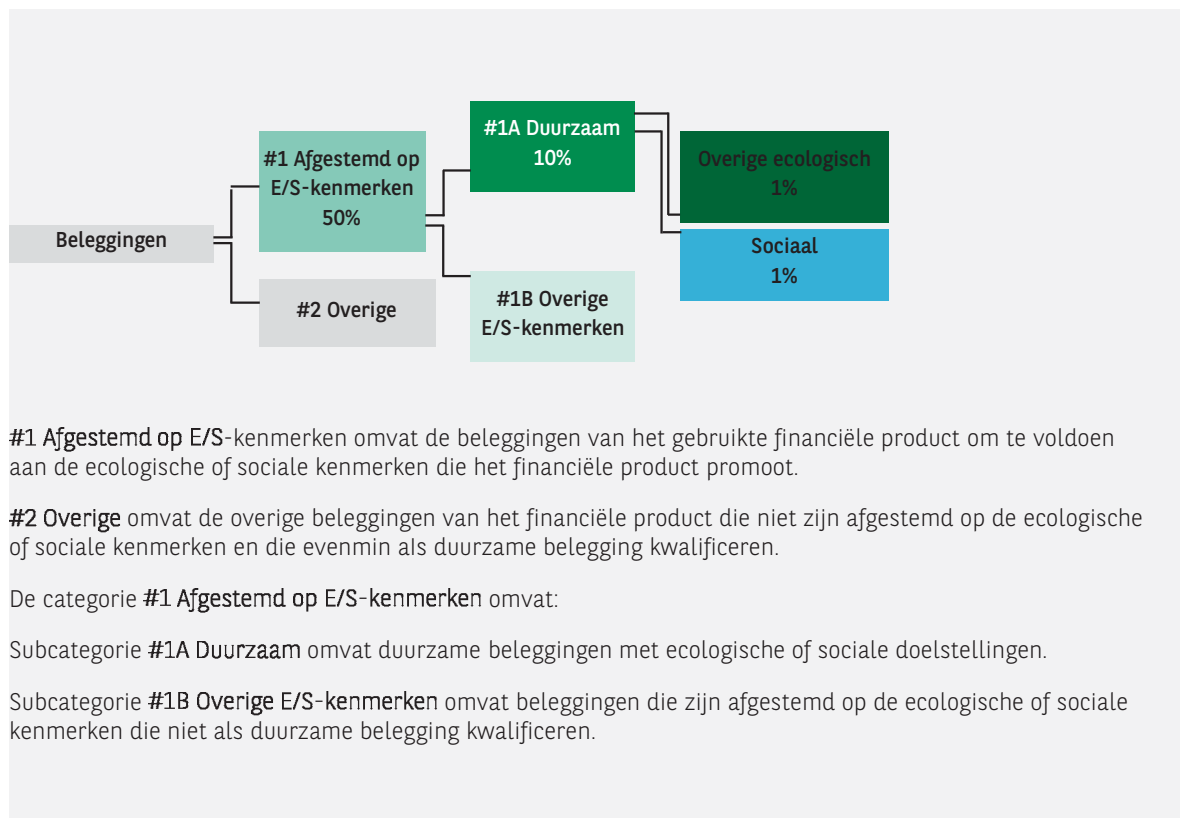 #1A Duurzaam
10%
#1 Afgestemd op
E/S-kenmerken
50%
Overige ecologisch
1%
Beleggingen
Sociaal
1%
#2 Overige
#1B Overige
E/S-kenmerken
#1 Afgestemd op E/S-kenmerken omvat de beleggingen van het gebruikte financiële product om te voldoen
aan de ecologische of sociale kenmerken die het financiële product promoot.
#2 Overige omvat de overige beleggingen van het financiële product die niet zijn afgestemd op de ecologische
of sociale kenmerken en die evenmin als duurzame belegging kwalificeren.
De categorie #1 Afgestemd op E/S-kenmerken omvat:
Subcategorie #1A Duurzaam omvat duurzame beleggingen met ecologische of sociale doelstellingen.
Subcategorie #1B Overige E/S-kenmerken omvat beleggingen die zijn afgestemd op de ecologische of sociale
kenmerken die niet als duurzame belegging kwalificeren.